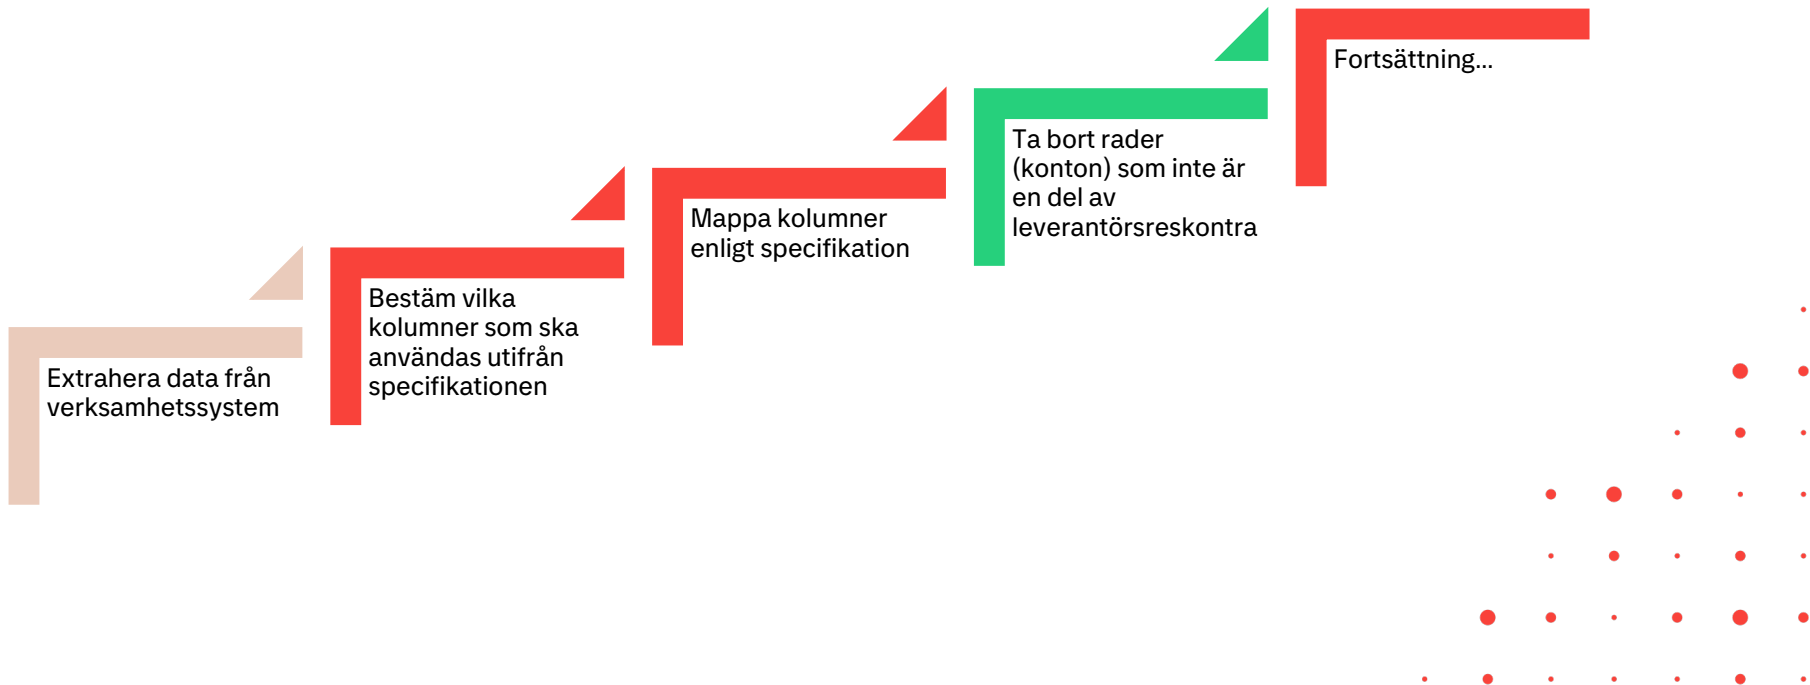 Extrahera data från
verksamhetssystem
Bestäm vilka
kolumner som ska
användas utifrån
specifikationen
Mappa kolumner
enligt specifikation
Ta bort rader
(konton) som inte är
en del av
leverantörsreskontra
Fortsättning...